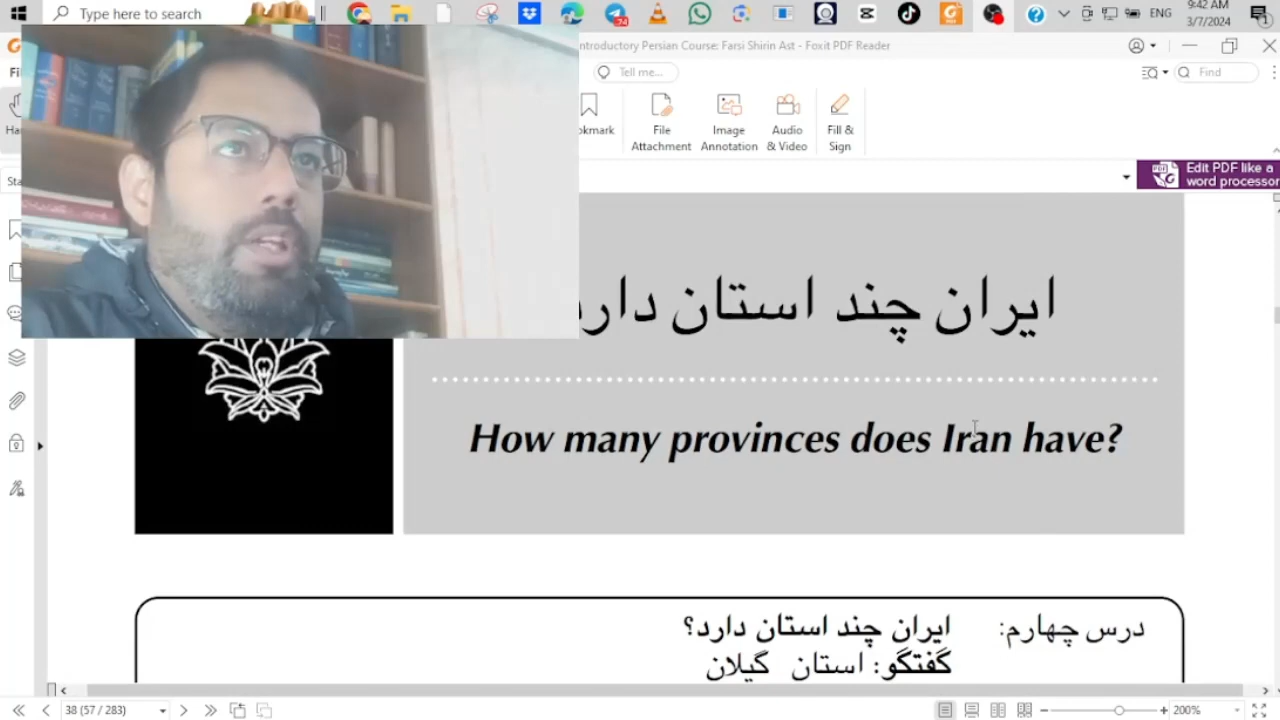 Type here to search
74
ENG
9:42 AM
3/7/2024
1
ntroductory Persian Course: Farsi Shirin Ast - Foxit PDF Reader
Tell me...
Find
File Attachment
Image Annotation
Audio & Video
Fill & Sign
Edit PDF like a
word processor
ایران چند استان
How many provinces does Iran have?
درس چهارم: ایران چند استان دارد؟
گفتگو: استان گیلان
38 (57 / 283)
200%